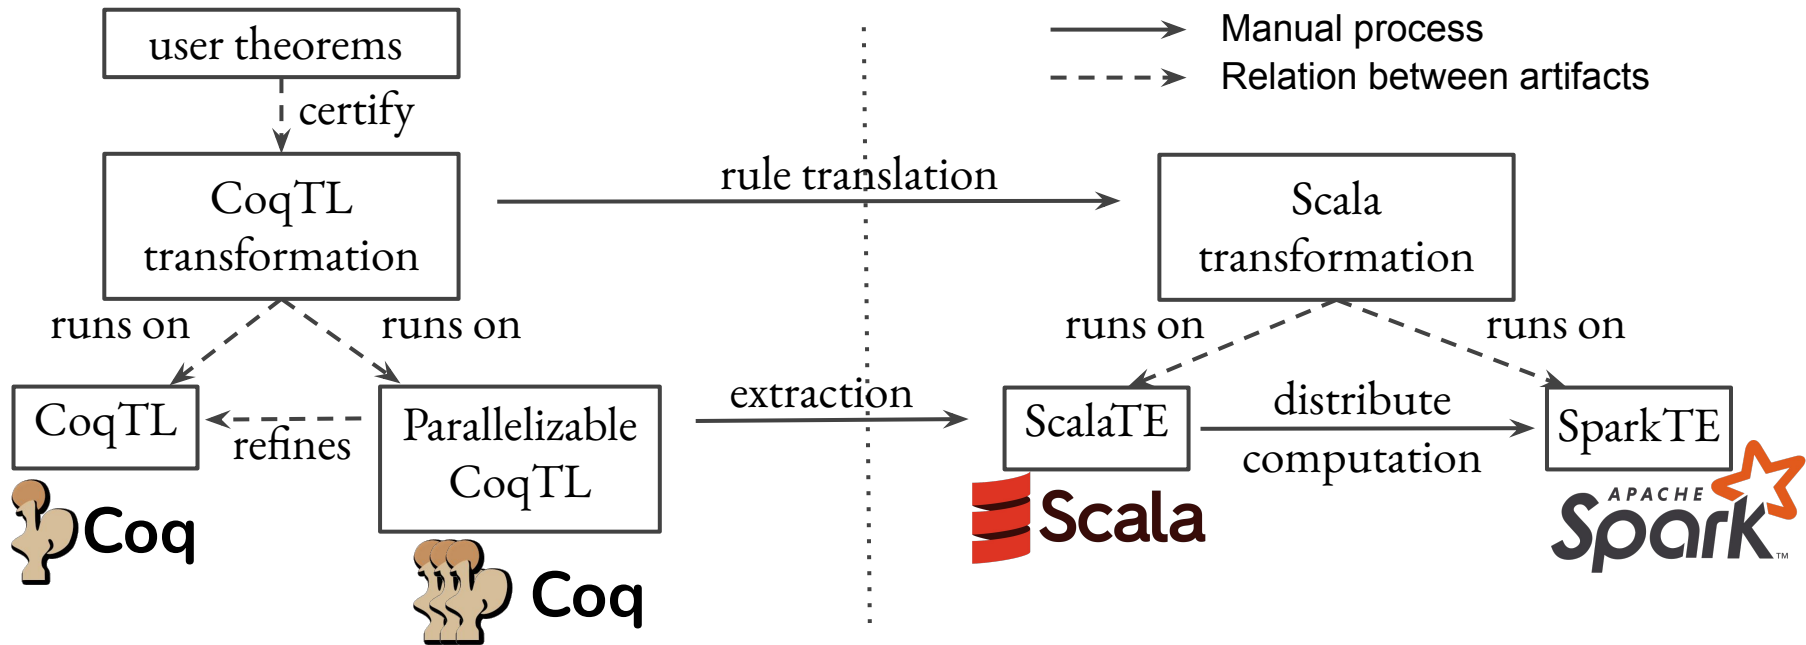 user theorems
Manual process
Relation between artifacts
certify
CoqTL
transformation
rule translation
Scala
transformation
runs on
runs on
runs on
runs on
CoqTL
refines
Parallelizable
CoqTL
extraction
ScalaTE
distribute
computation
SparkTE
Coq
Coq
Scala
APACHE
Spark
TM